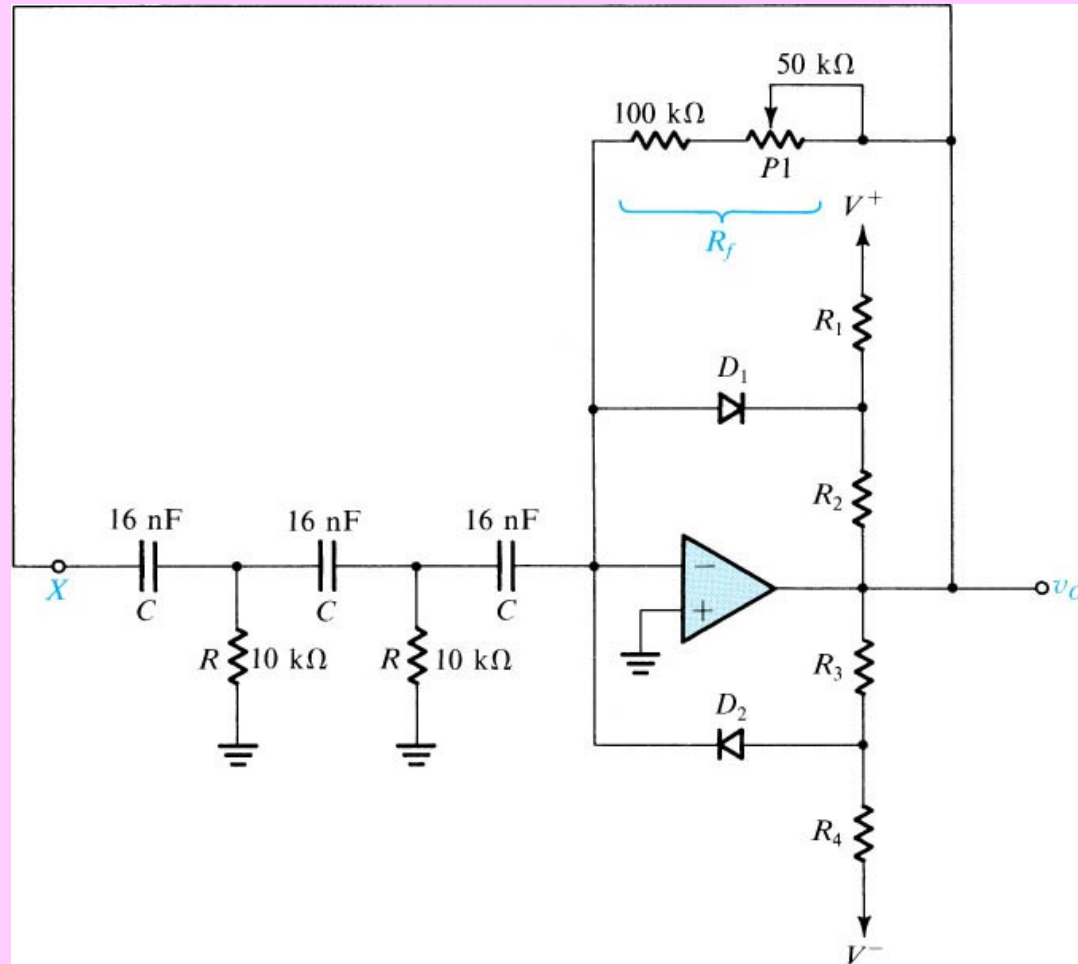 50 kΩ
100 kΩ
P1
V+
Rf
R1
D1
R2
16 nF 16 nF 16 nF
− 
X C C C
+
vO
R 10 kΩ R 10 kΩ
R3
D2
R4
V−